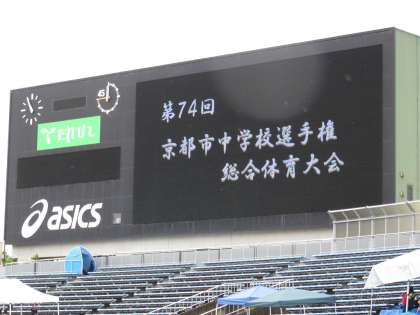 第74回
京都市中学校選手権
総合体育大会
asics
45